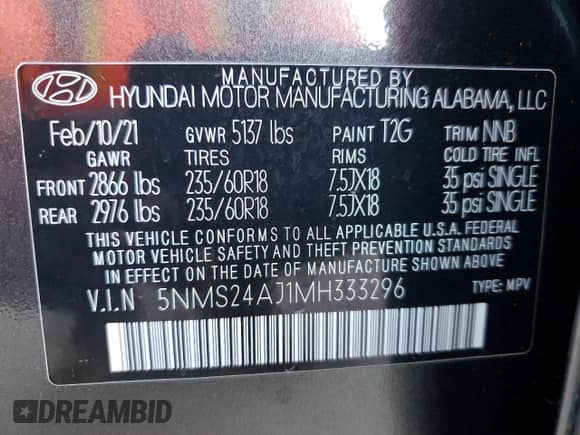 MANUFACTURED BY
HYUNDAI MOTOR MANUFACTURING ALABAMA, LLC
Feb/10/21 GVWR 5137 lbs PAINT T2G TRIM NNB
GAWR TIRES RIMS COLD TIRE INFL
FRONT 2866 lbs 235/60R18 7.5JX18 35 psi SINGLE
REAR 2976 lbs 235/60R18 7.5JX18 35 psi SINGLE
THIS VEHICLE CONFORMS TO ALL APPLICABLE U.S.A. FEDERAL
MOTOR VEHICLE SAFETY AND THEFT PREVENTION STANDARDS
IN EFFECT ON THE DATE OF MANUFACTURE SHOWN ABOVE.
V.I.N 5NMS24AJ1MH333296 TYPE: MPV
DREAMBID